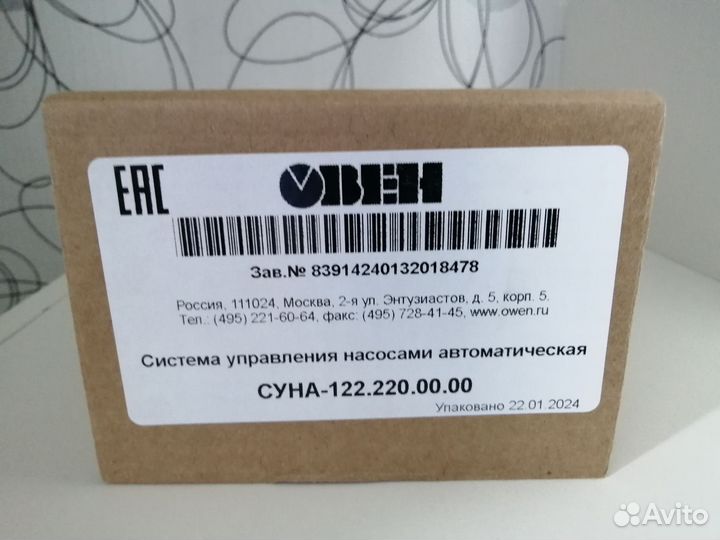 EAC
ОВЕН
Зав.№ 83914240132018478
Россия, 111024, Москва, 2-я ул. Энтузиастов, д. 5, корп. 5.
Тел.: (495) 221-60-64, факс: (495) 728-41-45, www.owen.ru
Система управления насосами автоматическая
СУНА-122.220.00.00
Упаковано 22.01.2024
Avito